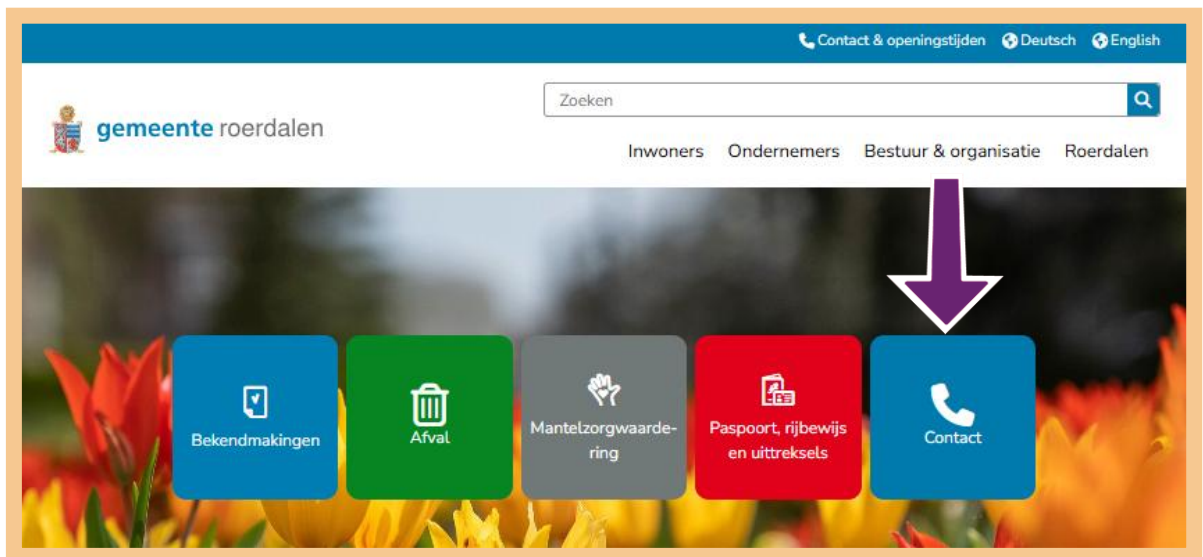 Contact & openingstijden Deutsch English
Zoeken
gemeente roerdalen
Inwoners Ondernemers Bestuur & organisatie Roerdalen
Bekendmakingen
Afval
Mantelzorgwaarde-
ring
Paspoort, rijbewijs
en uittreksels
Contact